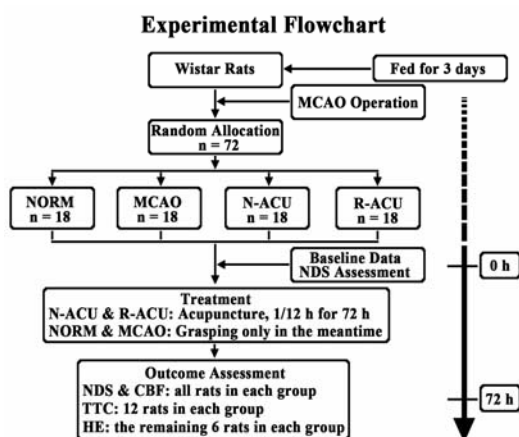 Experimental Flowchart
Wistar Rats
Fed for 3 days
MCAO Operation
Random Allocation
n = 72
NORM
n = 18
MCAO
n = 18
N-ACU
n = 18
R-ACU
n = 18
Baseline Data
NDS Assessment
0 h
Treatment
N-ACU & R-ACU: Acupuncture, 1/12 h for 72 h
NORM & MCAO: Grasping only in the meantime
Outcome Assessment
NDS & CBF: all rats in each group
TTC: 12 rats in each group
HE: the remaining 6 rats in each group
72 h